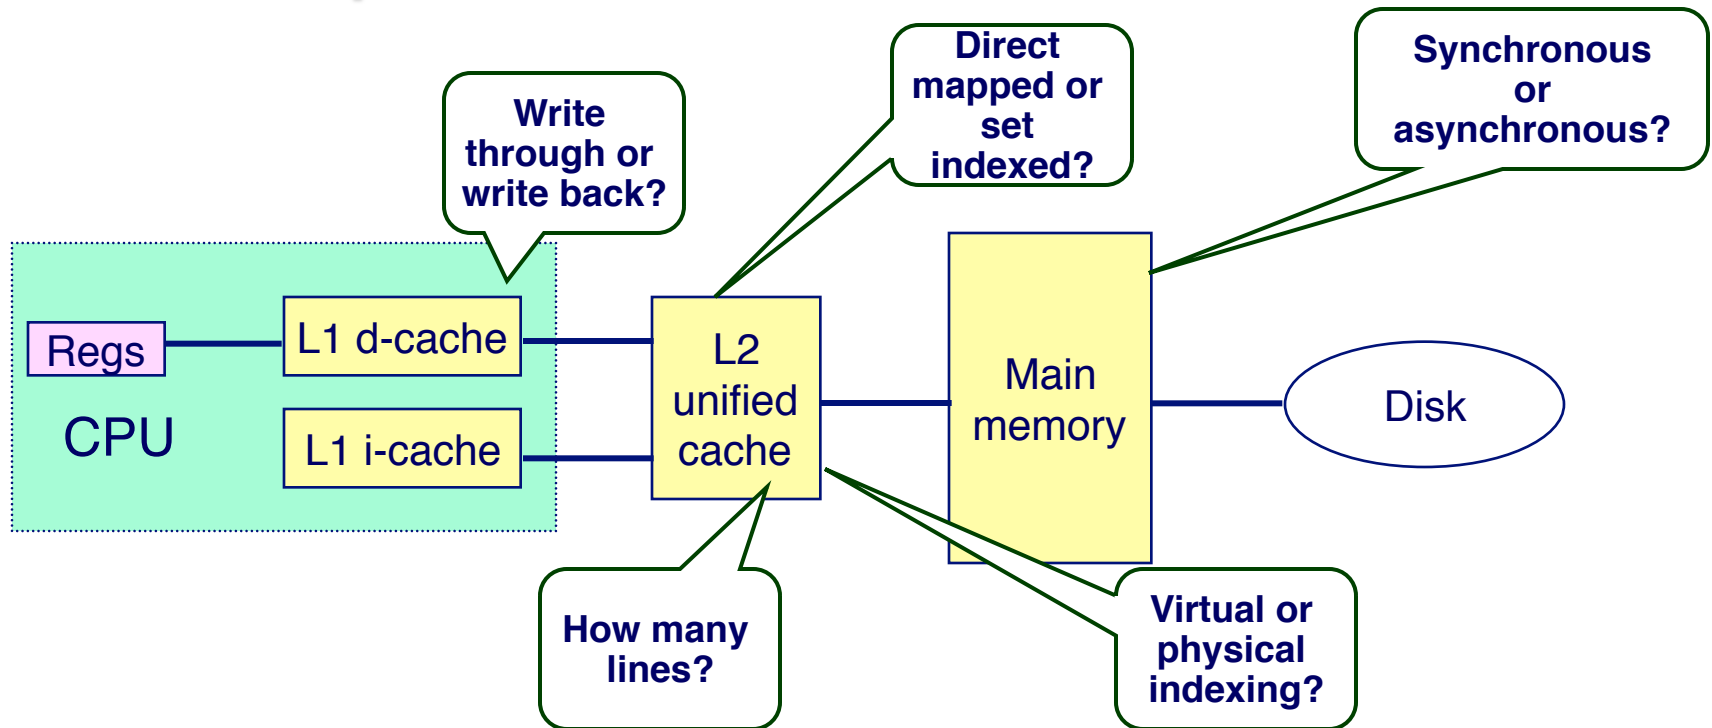 Direct
mapped or
set
indexed?
Synchronous
or
asynchronous?
Write
through or
write back?
Regs
L1 d-cache
CPU
L1 i-cache
L2
unified
cache
Main
memory
Disk
How many
lines?
Virtual or
physical
indexing?